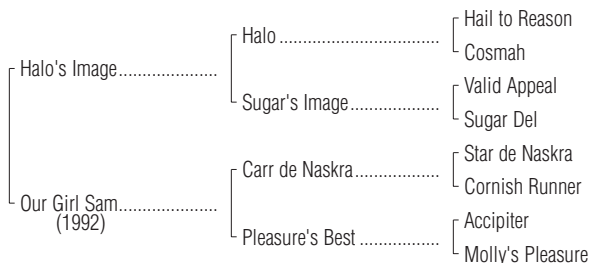 Hail to Reason
Halo ................................
Cosmah
Halo's Image....................
Valid Appeal
Sugar's Image..................
Sugar Del
Star de Naskra
Carr de Naskra.................
Cornish Runner
Our Girl Sam....................
(1992)
Accipiter
Pleasure's Best ................
Molly's Pleasure